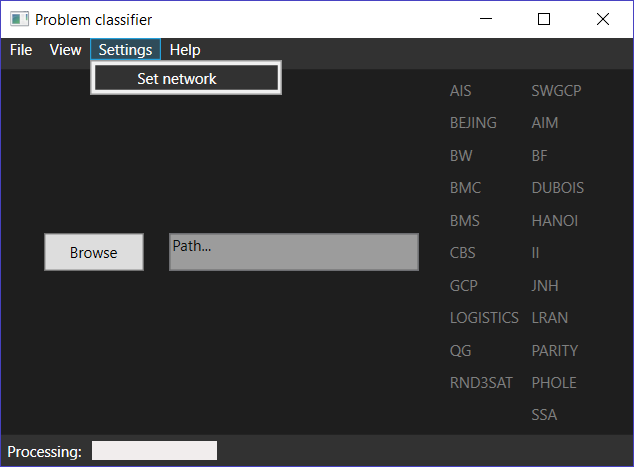 Problem classifier
File View Settings Help
Set network
AIS SWGCP
BEJING AIM
BW BF
BMC DUBOIS
BMS HANOI
Browse Path...
CBS II
GCP JNH
LOGISTICS LRAN
QG PARITY
RND3SAT PHOLE
SSA
Processing: